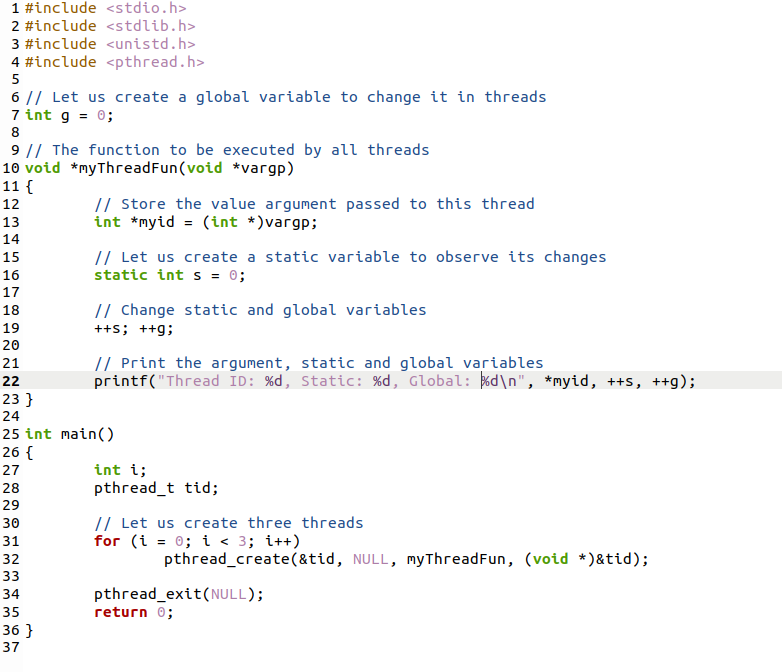 1 #include <stdio.h>
2 #include <stdlib.h>
3 #include <unistd.h>
4 #include <pthread.h>
5
6 // Let us create a global variable to change it in threads
7 int g = 0;
8
9 // The function to be executed by all threads
10 void *myThreadFun(void *vargp)
11 {
12         // Store the value argument passed to this thread
13         int *myid = (int *)vargp;
14
15         // Let us create a static variable to observe its changes
16         static int s = 0;
17
18         // Change static and global variables
19         ++s; ++g;
20
21         // Print the argument, static and global variables
22         printf("Thread ID: %d, Static: %d, Global: %d\n", *myid, ++s, ++g);
23 }
24
25 int main()
26 {
27         int i;
28         pthread_t tid;
29
30         // Let us create three threads
31         for (i = 0; i < 3; i++)
32                 pthread_create(&tid, NULL, myThreadFun, (void *)&tid);
33
34         pthread_exit(NULL);
35         return 0;
36 }
37